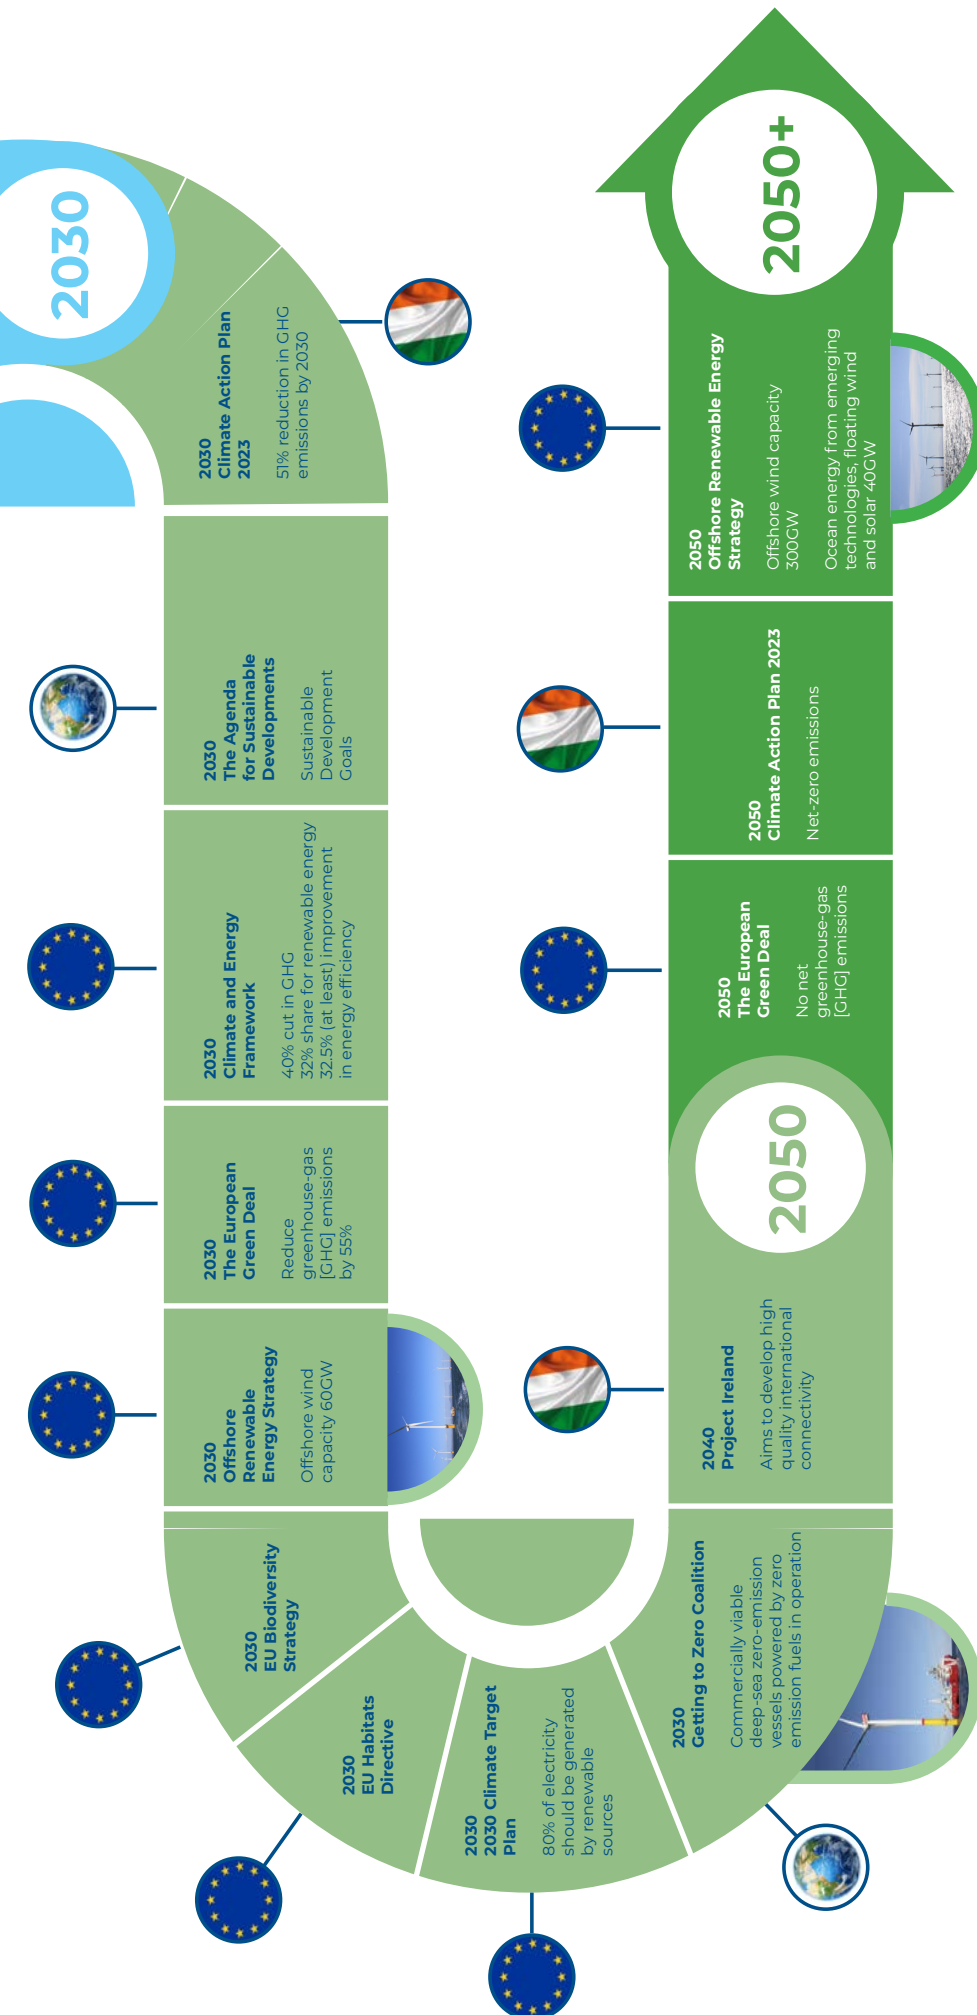 2030
2030
Climate Action Plan
2023
51% reduction in GHG
emissions by 2030
2030
The Agenda
for Sustainable
Developments
Sustainable
Development
Goals
2030
Climate and Energy
Framework
40% cut in GHG
32% share for renewable energy
32.5% (at least) improvement
in energy efficiency
2030
The European
Green Deal
Reduce
greenhouse-gas
[GHG] emissions
by 55%
2030
Offshore
Renewable
Energy Strategy
Offshore wind
capacity 60GW
2030
EU Biodiversity
Strategy
2030
EU Habitats
Directive
2030
2030 Climate Target
Plan
80% of electricity
should be generated
by renewable
sources
2030
Getting to Zero Coalition
Commercially viable
deep-sea zero-emission
vessels powered by zero
emission fuels in operation
2040
Project Ireland
Aims to develop high
quality international
connectivity
2050
2050
The European
Green Deal
No net
greenhouse-gas
[GHG] emissions
2050
Climate Action Plan 2023
Net-zero emissions
2050
Offshore Renewable Energy
Strategy
Offshore wind capacity
300GW
Ocean energy from emerging
technologies, floating wind
and solar 40GW
2050+